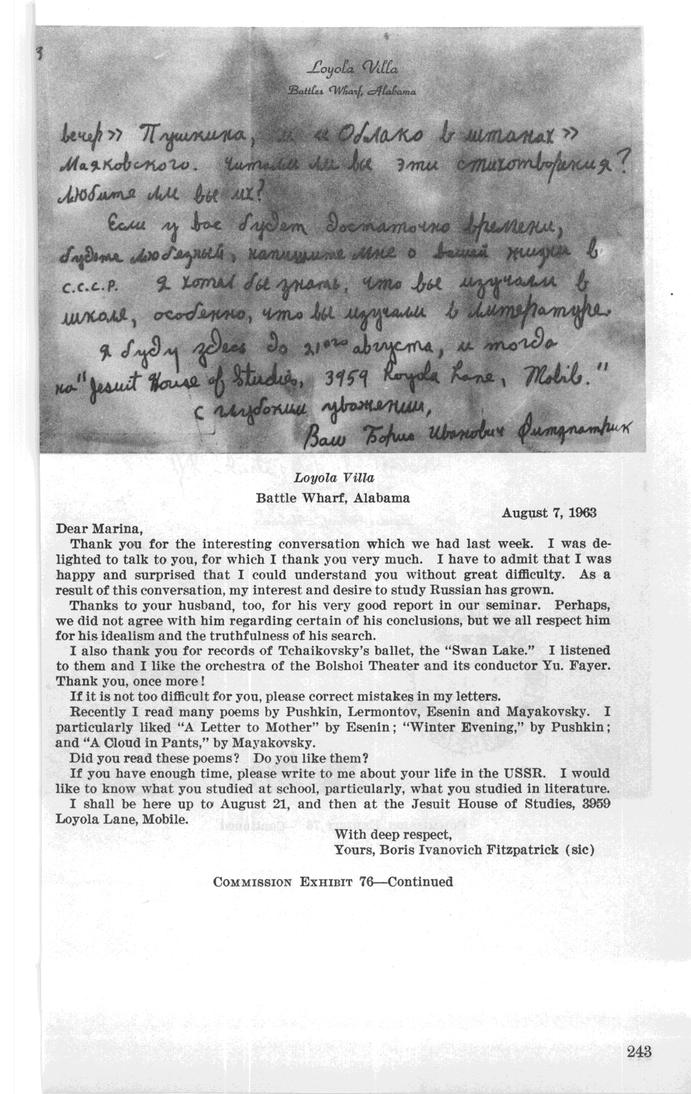 3
Loyola Villa
Battles Wharf, Alabama
вечер» Пушкина, и «Облако в штанах»
Маяковского. Читали ли вы эти стихотворения?
Любите ли вы их?
Если у вас будет достаточно времени,
будьте любезный, напишите мне о вашей жизни в
С.С.С.Р. Я хотел бы знать, что вы изучали в
школе, особенно, что вы изучали в литературе.
Я буду здесь до 21ого августа, и тогда
на "Jesuit House of Studies, 3959 Loyola Lane, Mobile."
С глубоким уважением,
Ваш Борис Иванович Фитдпатрик
Loyola Villa
Battle Wharf, Alabama
August 7, 1963
Dear Marina,
Thank you for the interesting conversation which we had last week. I was de-
lighted to talk to you, for which I thank you very much. I have to admit that I was
happy and surprised that I could understand you without great difficulty. As a
result of this conversation, my interest and desire to study Russian has grown.
Thanks to your husband, too, for his very good report in our seminar. Perhaps,
we did not agree with him regarding certain of his conclusions, but we all respect him
for his idealism and the truthfulness of his search.
I also thank you for records of Tchaikovsky's ballet, the "Swan Lake." I listened
to them and I like the orchestra of the Bolshoi Theater and its conductor Yu. Fayer.
Thank you, once more!
If it is not too difficult for you, please correct mistakes in my letters.
Recently I read many poems by Pushkin, Lermontov, Esenin and Mayakovsky. I
particularly liked "A Letter to Mother" by Esenin; "Winter Evening," by Pushkin;
and "A Cloud in Pants," by Mayakovsky.
Did you read these poems? Do you like them?
If you have enough time, please write to me about your life in the USSR. I would
like to know what you studied at school, particularly, what you studied in literature.
I shall be here up to August 21, and then at the Jesuit House of Studies, 3959
Loyola Lane, Mobile.
With deep respect,
Yours, Boris Ivanovich Fitzpatrick (sic)
COMMISSION EXHIBIT 76—Continued
243